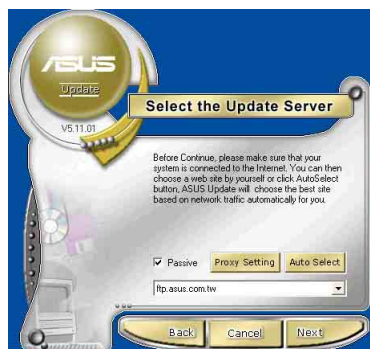 ASUS
Update
V5.11.01
Select the Update Server
Before Continue, please make sure that your
system is connected to the Internet. You can then
choose a web site by yourself or click AutoSelect
button, ASUS Update will choose the best site
based on network traffic automatically for you.
Passive
Proxy Setting
Auto Select
ftp.asus.com.tw
Back
Cancel
Next